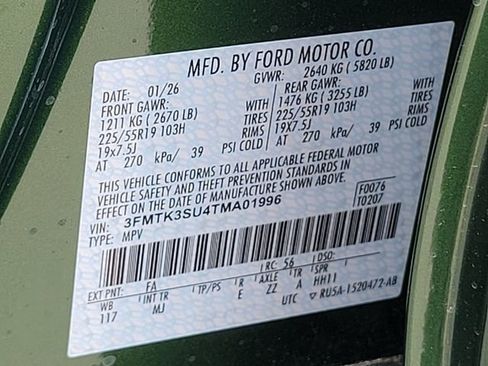 MFD. BY FORD MOTOR CO.
DATE: 01/26 GVWR: 2640 KG ( 5820 LB)
FRONT GAWR: REAR GAWR:
1211 KG ( 2670 LB) WITH 1476 KG ( 3255 LB) WITH
225/55R19 103H TIRES 225/55R19 103H TIRES
19x7.5J RIMS 19x7.5J RIMS
AT 270 kPa/ 39 PSI COLD AT 270 kPa/ 39 PSI COLD
THIS VEHICLE CONFORMS TO ALL APPLICABLE FEDERAL MOTOR
VEHICLE SAFETY AND THEFT PREVENTION STANDARDS IN
EFFECT ON THE DATE OF MANUFACTURE SHOWN ABOVE.
VIN: 3FMTK3SU4TMA01996 F0076
TYPE: MPV T0207
EXT PNT: FA RC: 56 DSO:
WB INT TR TP/PS R AXLE TR SPR
117 MJ E ZZ A HH11
UTC ▽ RU5A-1520472-AB